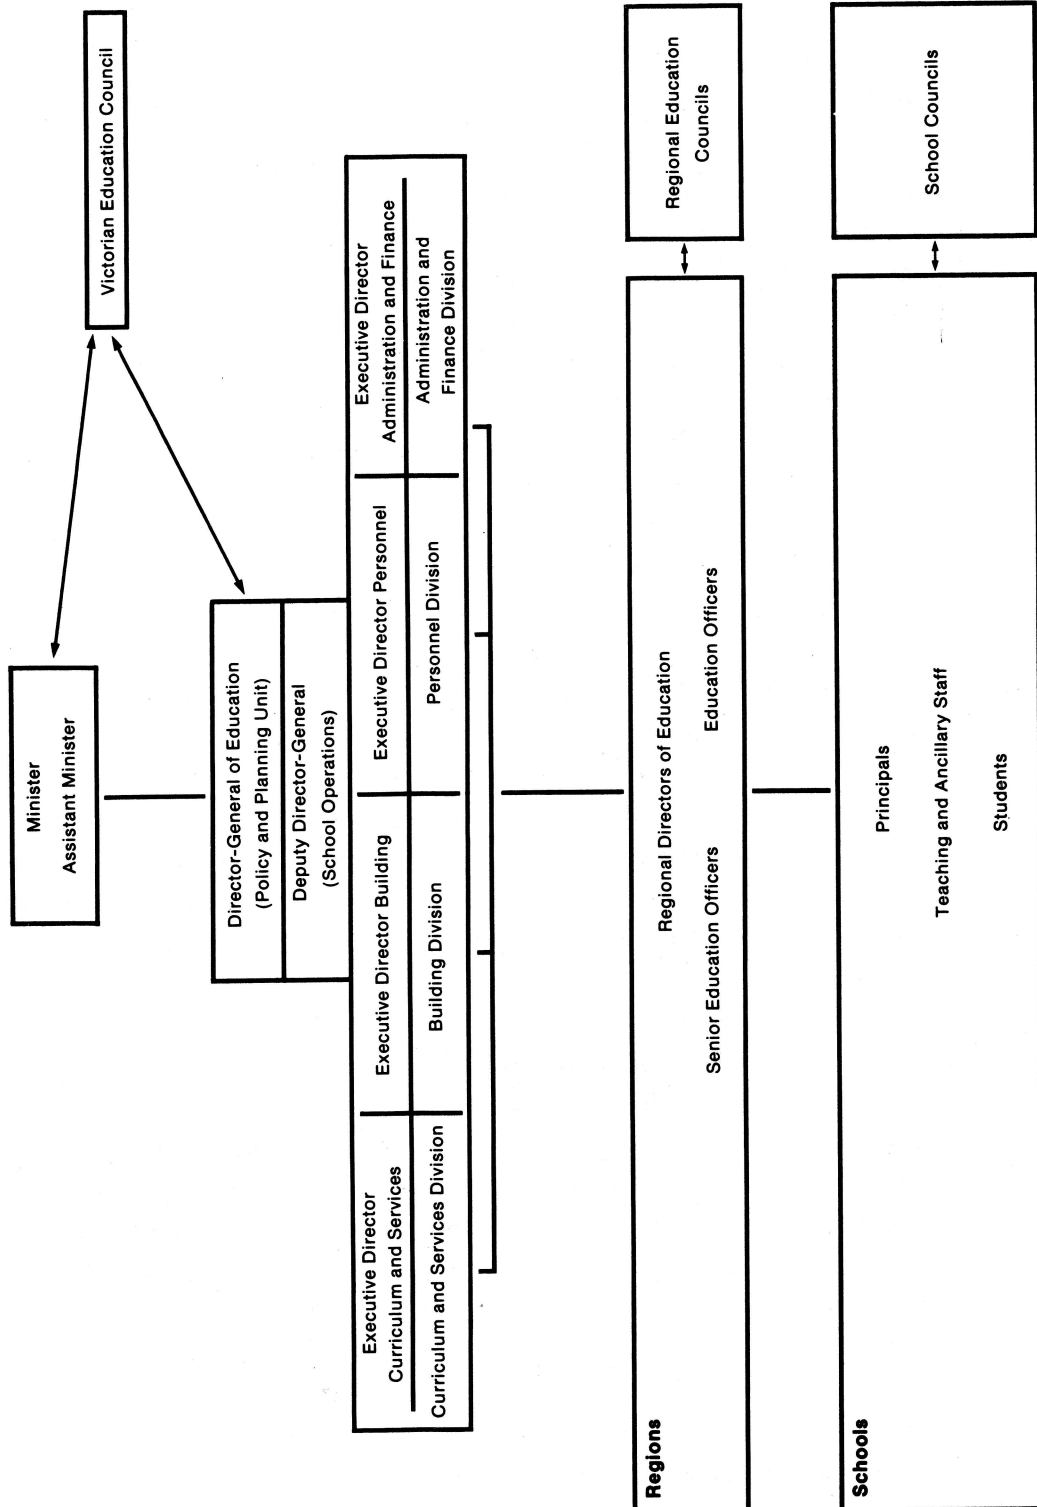 Minister
Assistant Minister
Victorian Education Council
Director-General of Education
(Policy and Planning Unit)
Deputy Director-General
(School Operations)
Executive Director
Curriculum and Services
Executive Director Building
Executive Director Personnel
Executive Director
Administration and Finance
Curriculum and Services Division
Building Division
Personnel Division
Administration and
Finance Division
Regions
Regional Directors of Education
Senior Education Officers
Education Officers
Regional Education
Councils
Schools
Principals
Teaching and Ancillary Staff
Students
School Councils